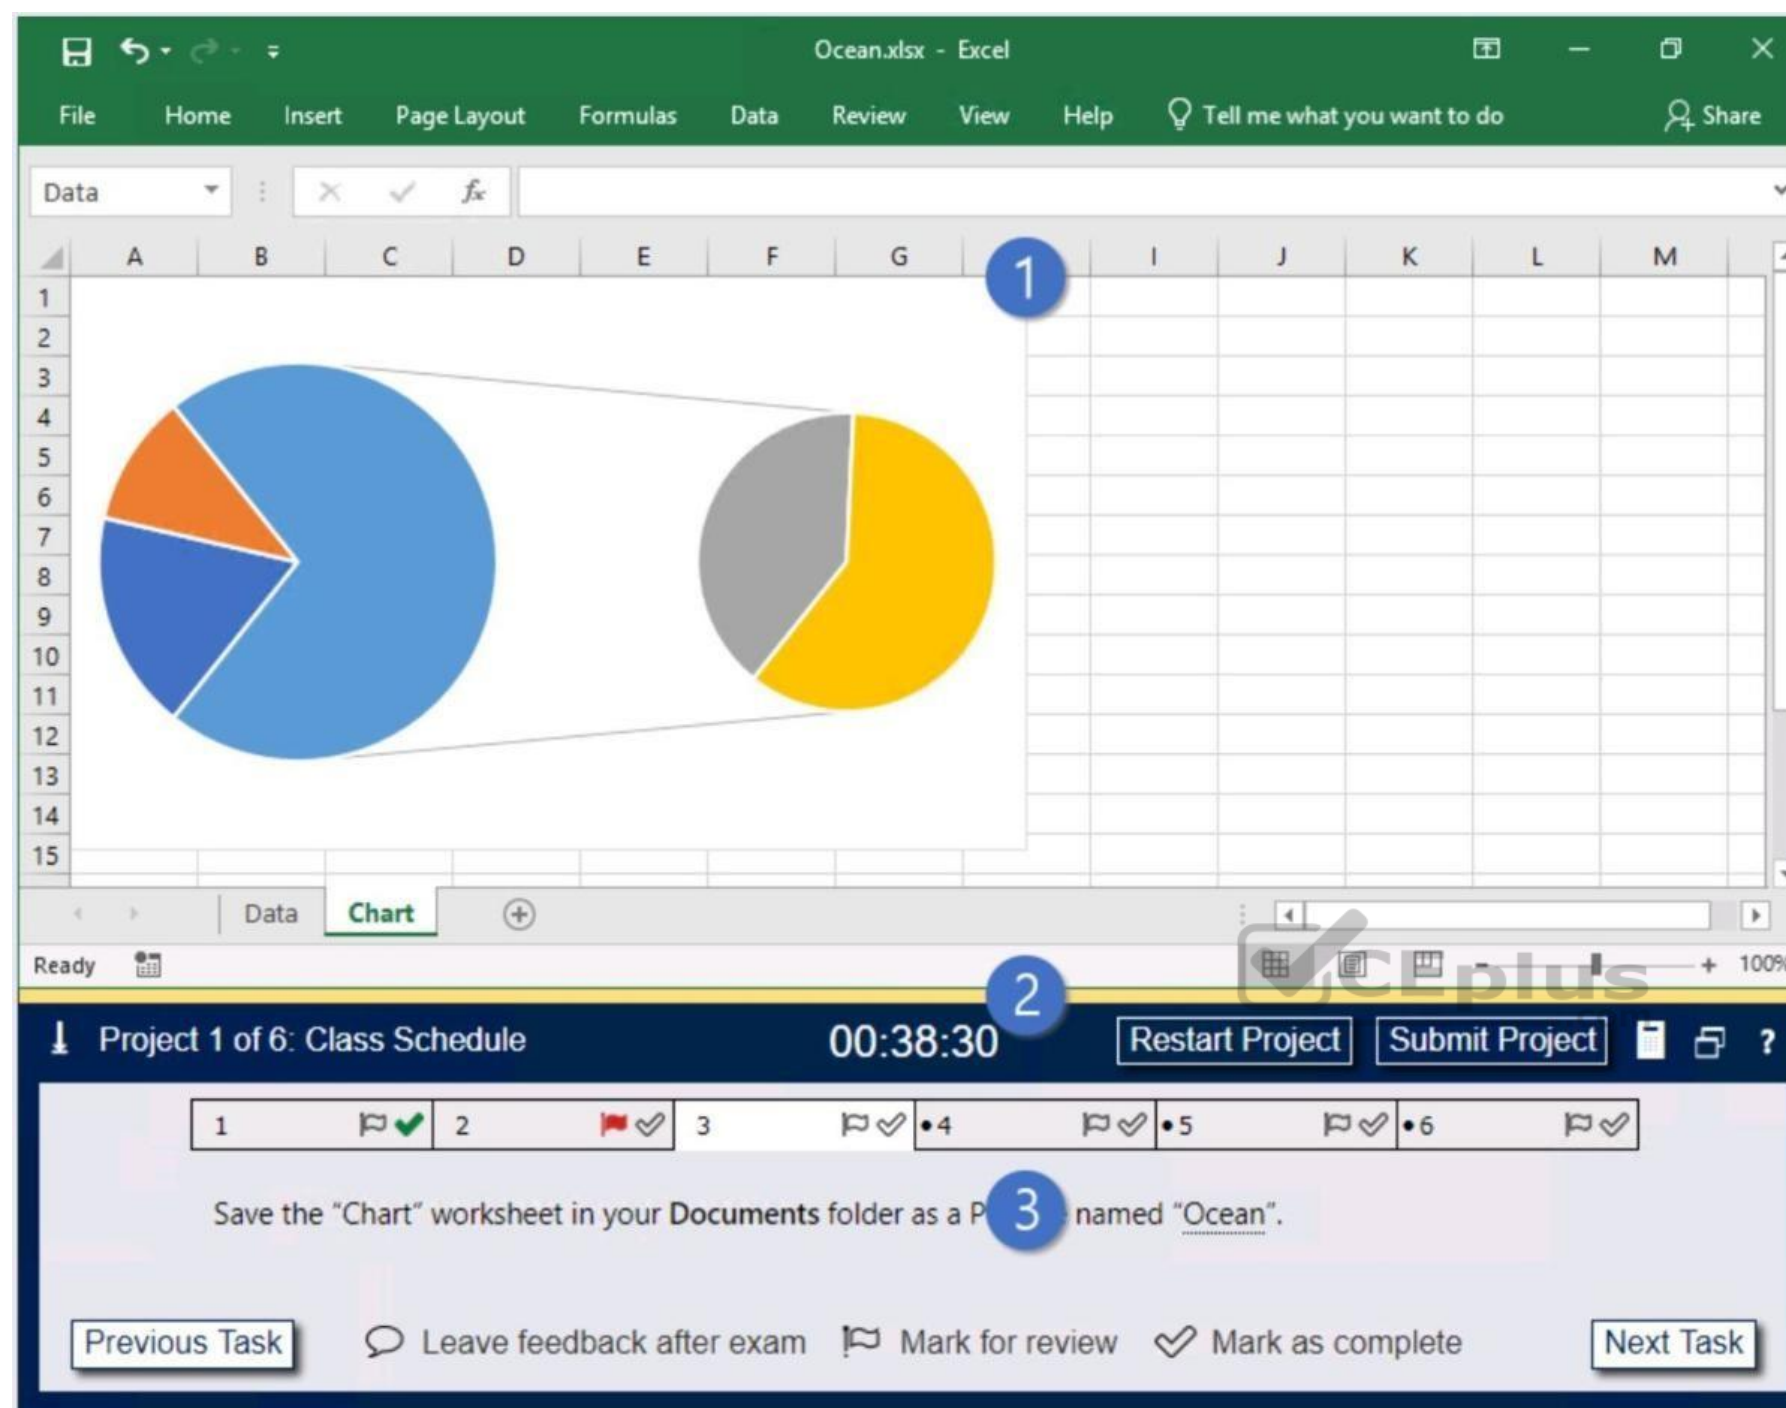 Ocean.xlsx - Excel
File Home Insert Page Layout Formulas Data Review View Help Tell me what you want to do Share
Data fx
A B C D E F G I J K L M
1
1
2
3
4
5
6
7
8
9
10
11
12
13
14
15
Data Chart
Ready 100%
CEplus
2
Project 1 of 6: Class Schedule 00:38:30 Restart Project Submit Project ?
1 2 3 •4 •5 •6
Save the “Chart” worksheet in your Documents folder as a P 3 named “Ocean”.
Previous Task Leave feedback after exam Mark for review Mark as complete Next Task